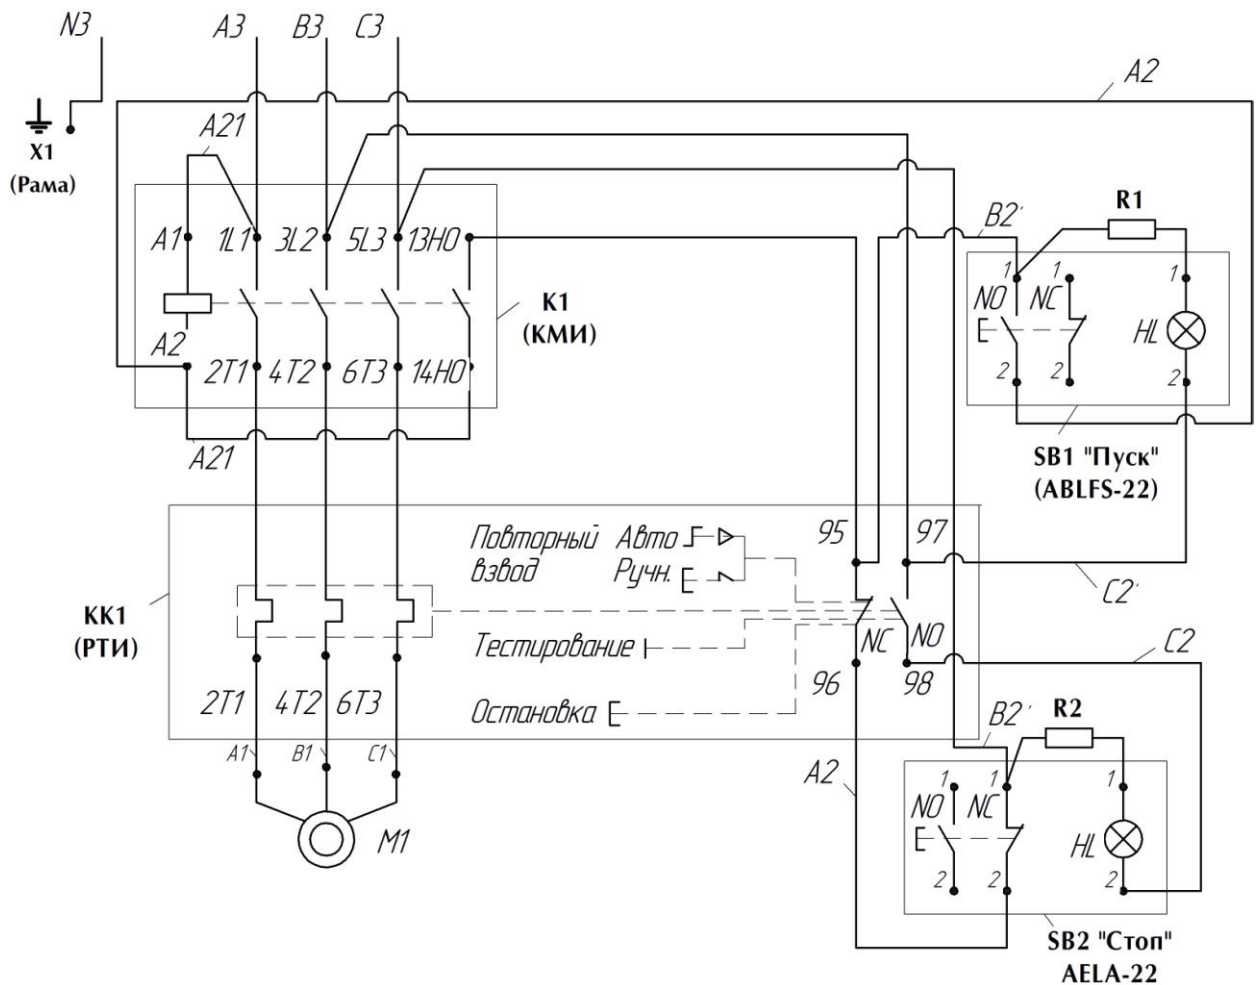 N3
A3
B3
C3
A2
A21
X1
(Рама)
A1
1L1
3L2
5L3
13НО
B2'
R1
1
1
1
NO
NC
HL
2
2
2
K1
(КМИ)
A2
2T1
4T2
6T3
14НО
A21
SB1 "Пуск"
(ABLFS-22)
Повторный
взвод
Авто
Ручн.
95
97
C2'
KK1
(РТИ)
Тестирование
NC
NO
C2
Остановка
96
98
2T1
4T2
6T3
B2'
R2
A1
B1
C1
A2
1
1
1
NO
NC
HL
2
2
2
M1
SB2 "Стоп"
AELA-22